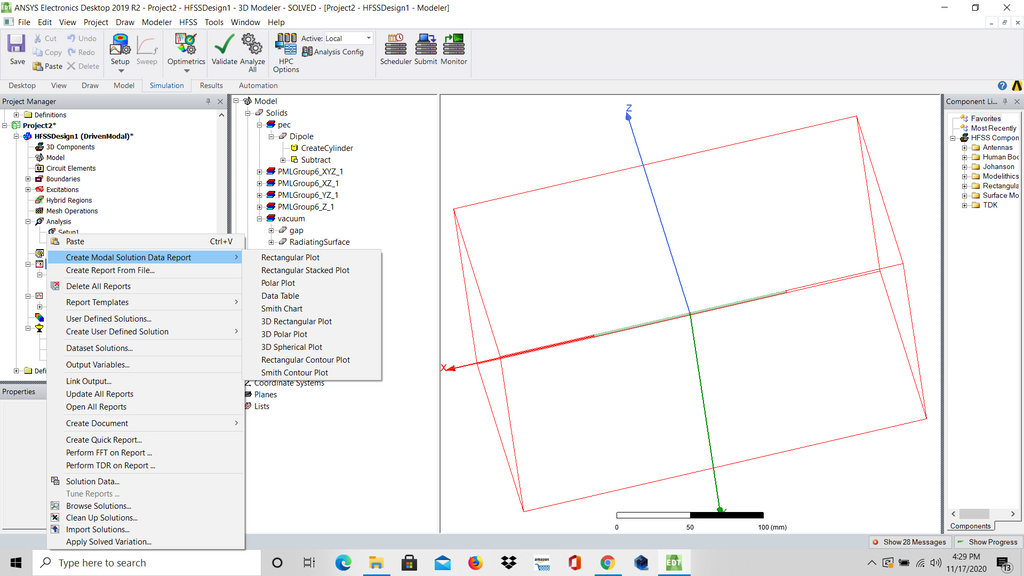 ANSYS Electronics Desktop 2019 R2 - Project2 - HFSSDesign1 - 3D Modeler - SOLVED - [Project2 - HFSSDesign1 - Modeler]
File Edit View Project Draw Modeler HFSS Tools Window Help
Save
Cut
Copy
Paste
Undo
Redo
Delete
Setup
Sweep
Optimetrics
Validate
Analyze All
HPC Options
Active: Local
Analysis Config
Scheduler
Submit
Monitor
Desktop View Draw Model Simulation Results Automation
Project Manager
Definitions
Project2*
HFSSDesign1 (DrivenModal)*
3D Components
Model
Circuit Elements
Boundaries
Excitations
Hybrid Regions
Mesh Operations
Analysis
Setup1
Defi
Properties
Paste Ctrl+V
Create Modal Solution Data Report
Create Report From File...
Delete All Reports
Report Templates
User Defined Solutions...
Create User Defined Solution
Dataset Solutions...
Output Variables...
Link Output...
Update All Reports
Open All Reports
Create Document
Create Quick Report...
Perform FFT on Report ...
Perform TDR on Report ...
Solution Data...
Tune Reports ...
Browse Solutions...
Clean Up Solutions...
Import Solutions...
Apply Solved Variation...
Rectangular Plot
Rectangular Stacked Plot
Polar Plot
Data Table
Smith Chart
3D Rectangular Plot
3D Polar Plot
3D Spherical Plot
Rectangular Contour Plot
Smith Contour Plot
Model
Solids
pec
Dipole
CreateCylinder
Subtract
PMLGroup6_XYZ_1
PMLGroup6_XZ_1
PMLGroup6_YZ_1
PMLGroup6_Z_1
vacuum
gap
RadiatingSurface
Coordinate Systems
Planes
Lists
Z
X
0 50 100 (mm)
Component Li...
Favorites
Most Recently
HFSS Compon
Antennas
Human Boc
Johanson
Modelithics
Rectangula
Surface Mo
TDK
Components
Show 28 Messages
Show Progress
Type here to search
4:29 PM
11/17/2020
13